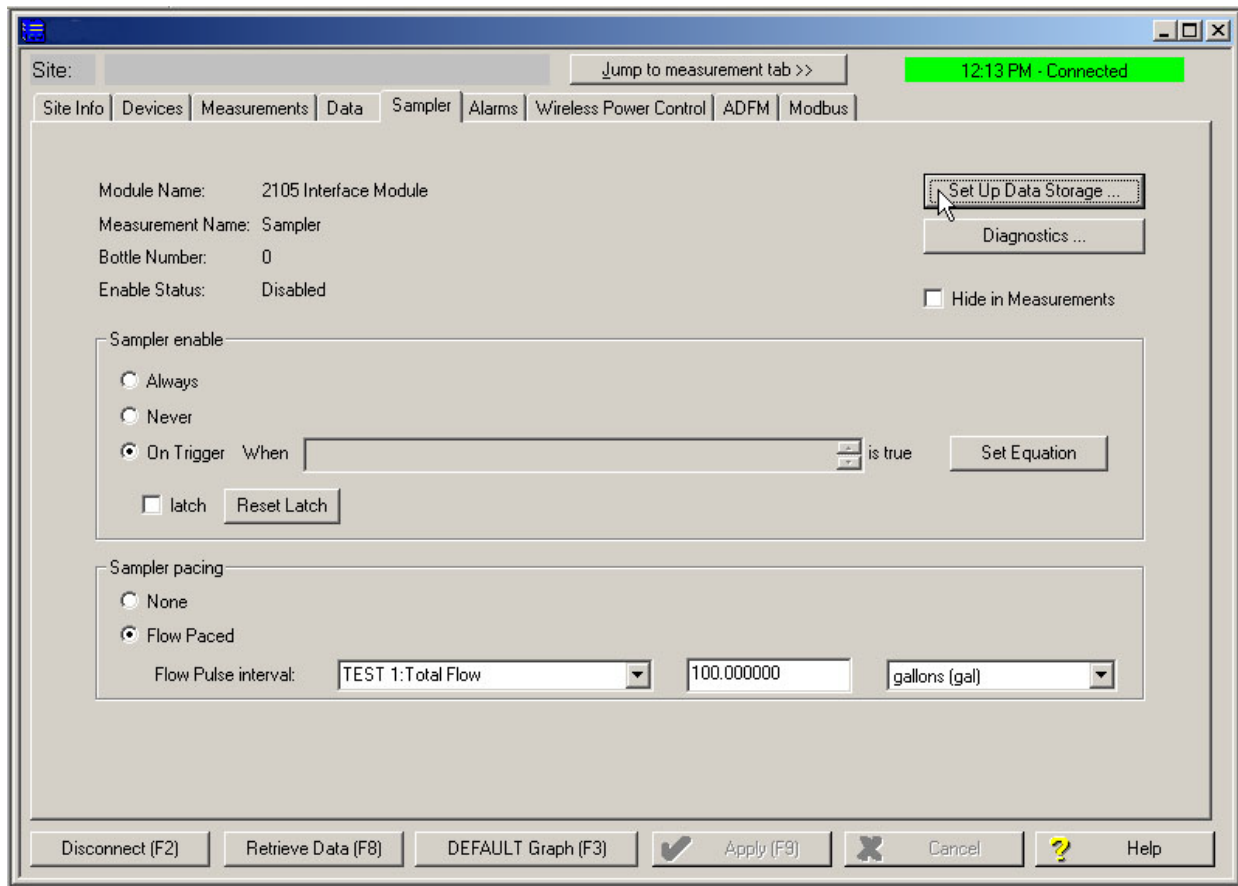 Site: Jump to measurement tab >> 12:13 PM - Connected
Site Info Devices Measurements Data Sampler Alarms Wireless Power Control ADFM Modbus
Module Name: 2105 Interface Module
Set Up Data Storage ...
Measurement Name: Sampler
Diagnostics ...
Bottle Number: 0
Enable Status: Disabled
Hide in Measurements
Sampler enable
Always
Never
On Trigger When is true Set Equation
latch Reset Latch
Sampler pacing
None
Flow Paced
Flow Pulse interval: TEST 1:Total Flow 100.000000 gallons (gal)
Disconnect (F2) Retrieve Data (F8) DEFAULT Graph (F3) Apply (F9) Cancel Help